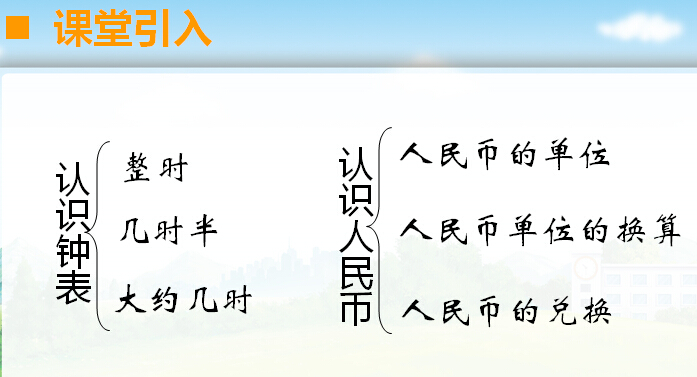 课堂引入
认识钟表
整时
几时半
大约几时
认识人民币
人民币的单位
人民币单位的换算
人民币的兑换